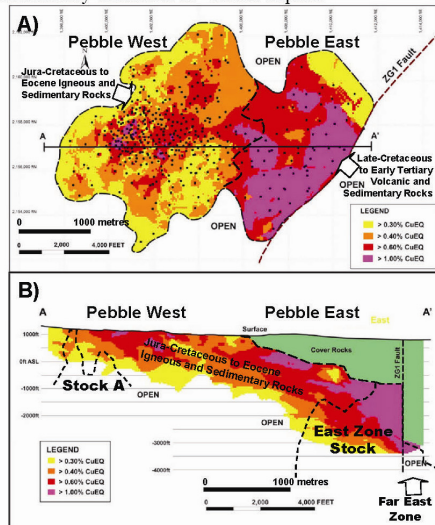 A)
Pebble West
Pebble East
Jura-Cretaceous to
Eocene Igneous and
Sedimentary Rocks
OPEN
ZG1 Fault
A
A'
Late-Cretaceous
to Early Tertiary
Volcanic and
Sedimentary Rocks
OPEN
OPEN
0 1000 metres
0 2,000 4,000 FEET
LEGEND
> 0.30% CuEQ
> 0.40% CuEQ
> 0.60% CuEQ
> 1.00% CuEQ
B)
A
Pebble West
Pebble East
East
A'
Surface
1000ft
Cover Rocks
ZG1 Fault
0ft ASL
Jura-Cretaceous to Eocene
Igneous and Sedimentary Rocks
-1000ft
Stock A
OPEN
-2000ft
OPEN
East Zone
Stock
-3000ft
OPEN
-4000ft
LEGEND
> 0.30% CuEQ
> 0.40% CuEQ
> 0.60% CuEQ
> 1.00% CuEQ
0 1000 metres
0 2,000 4,000 FEET
Far East
Zone